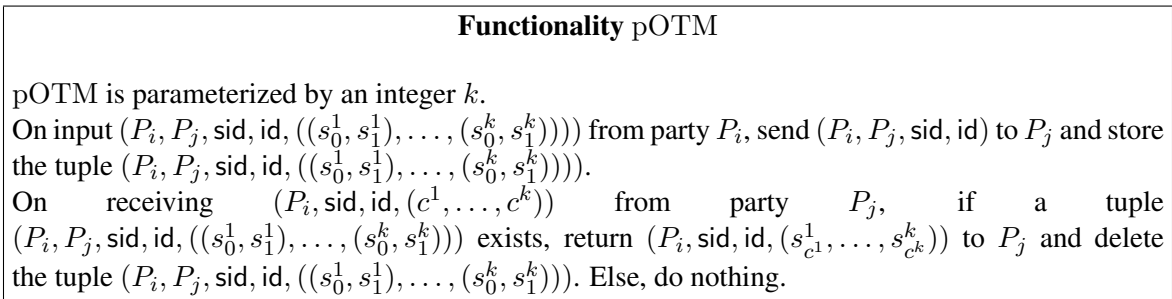 Functionality pOTM
pOTM is parameterized by an integer k.
On input (P_i, P_j, sid, id, ((s_0^1, s_1^1), …, (s_0^k, s_1^k)))) from party P_i, send (P_i, P_j, sid, id) to P_j and store
the tuple (P_i, P_j, sid, id, ((s_0^1, s_1^1), …, (s_0^k, s_1^k)))).
On receiving (P_i, sid, id, (c^1, …, c^k)) from party P_j, if a tuple
(P_i, P_j, sid, id, ((s_0^1, s_1^1), …, (s_0^k, s_1^k))) exists, return (P_i, sid, id, (s_{c^1}^1, …, s_{c^k}^k)) to P_j and delete
the tuple (P_i, P_j, sid, id, ((s_0^1, s_1^1), …, (s_0^k, s_1^k))). Else, do nothing.